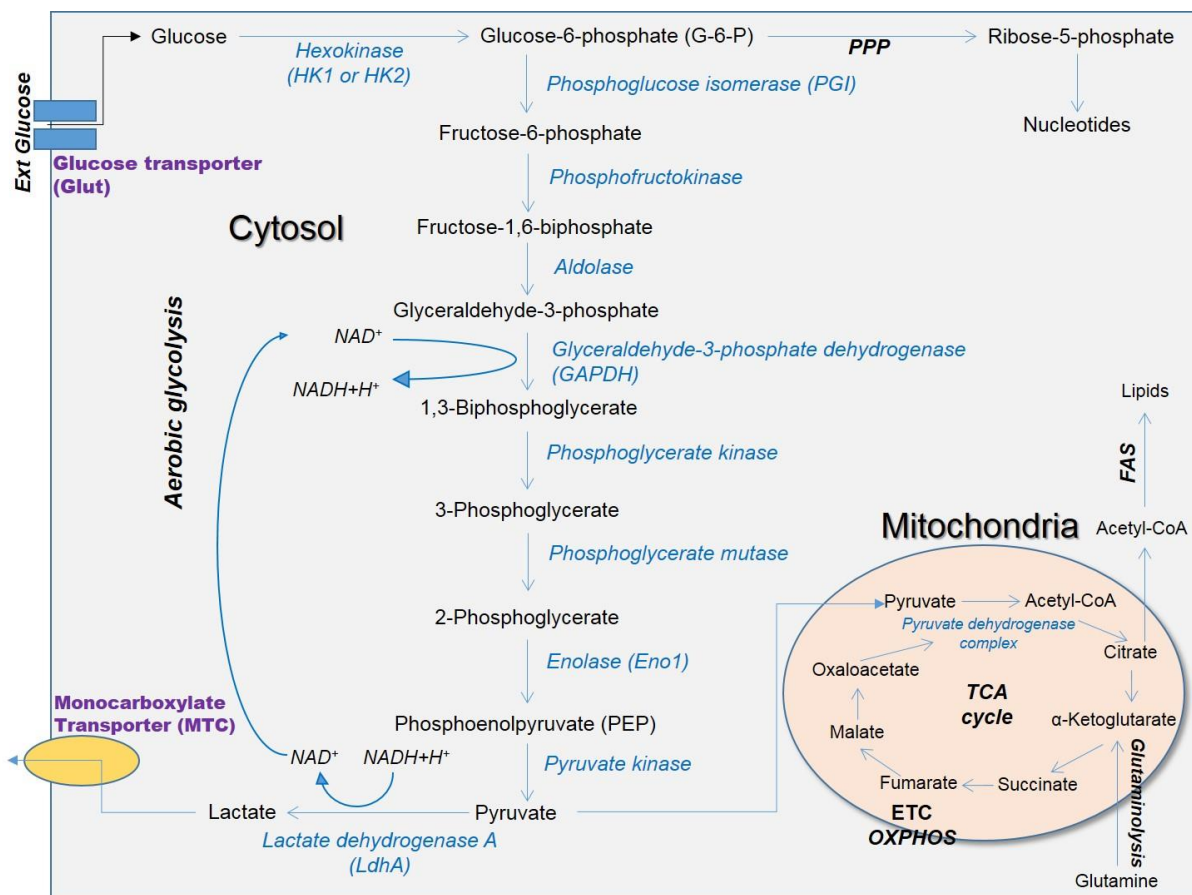 Glucose
Hexokinase
(HK1 or HK2)
Glucose-6-phosphate (G-6-P)
PPP
Ribose-5-phosphate
Phosphoglucose isomerase (PGI)
Nucleotides
Ext Glucose
Glucose transporter
(Glut)
Fructose-6-phosphate
Phosphofructokinase
Cytosol
Fructose-1,6-biphosphate
Aldolase
Glyceraldehyde-3-phosphate
Aerobic glycolysis
NAD+
NADH+H+
Glyceraldehyde-3-phosphate dehydrogenase
(GAPDH)
1,3-Biphosphoglycerate
Phosphoglycerate kinase
3-Phosphoglycerate
Phosphoglycerate mutase
2-Phosphoglycerate
Enolase (Eno1)
Phosphoenolpyruvate (PEP)
Pyruvate kinase
Pyruvate
NAD+
NADH+H+
Lactate
Lactate dehydrogenase A
(LdhA)
Monocarboxylate
Transporter (MTC)
Lipids
FAS
Acetyl-CoA
Mitochondria
Pyruvate
Acetyl-CoA
Pyruvate dehydrogenase
complex
Citrate
Oxaloacetate
TCA
cycle
α-Ketoglutarate
Malate
Fumarate
Succinate
ETC
OXPHOS
Glutaminolysis
Glutamine